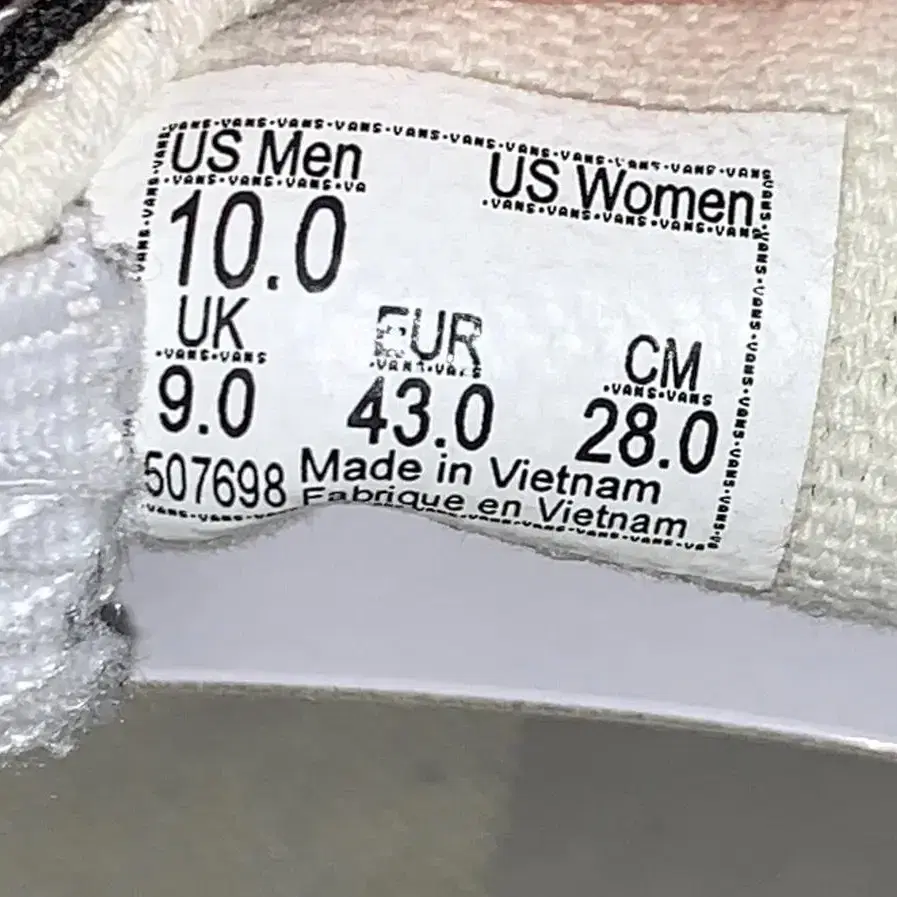 US Men US Women
10.0
UK EUR CM
9.0 43.0 28.0
507698 Made in Vietnam
Fabrique en Vietnam